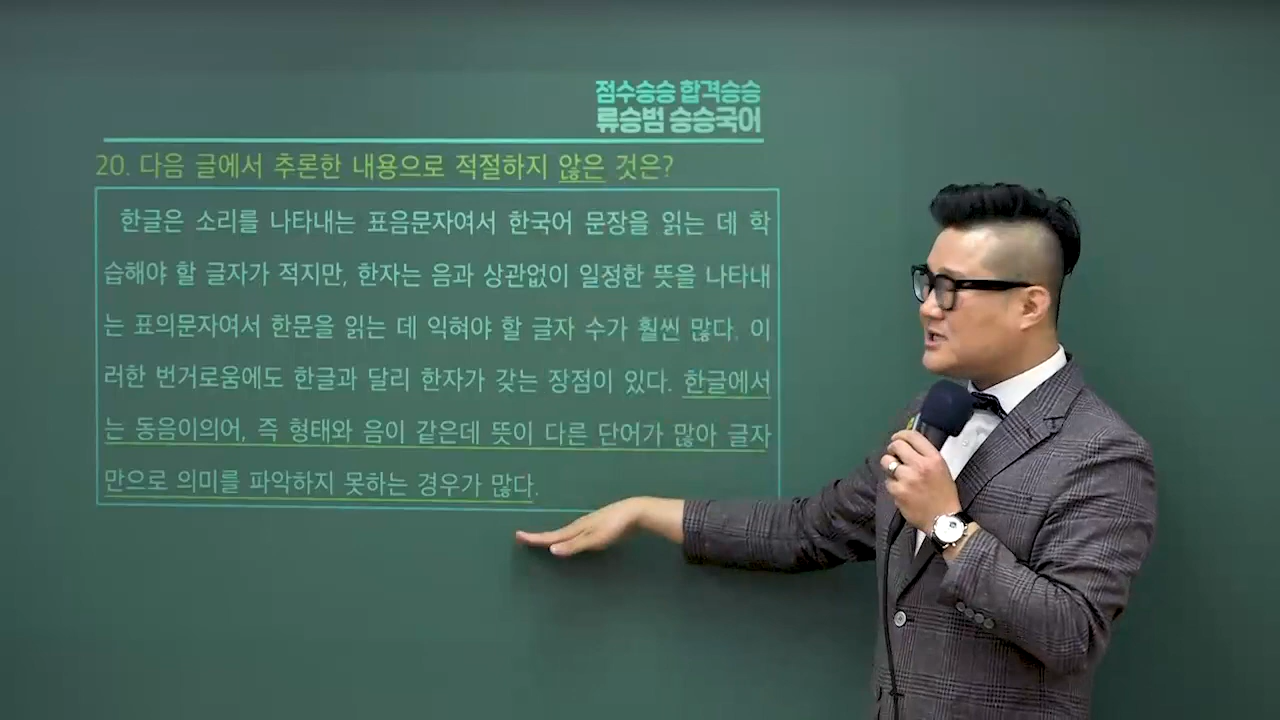 점수승승 합격승승
류승범 승승국어
20. 다음 글에서 추론한 내용으로 적절하지 않은 것은?
한글은 소리를 나타내는 표음문자여서 한국어 문장을 읽는 데 학
습해야 할 글자가 적지만, 한자는 음과 상관없이 일정한 뜻을 나타내
는 표의문자여서 한문을 읽는 데 익혀야 할 글자 수가 훨씬 많다. 이
러한 번거로움에도 한글과 달리 한자가 갖는 장점이 있다. 한글에서
는 동음이의어, 즉 형태와 음이 같은데 뜻이 다른 단어가 많아 글자
만으로 의미를 파악하지 못하는 경우가 많다.